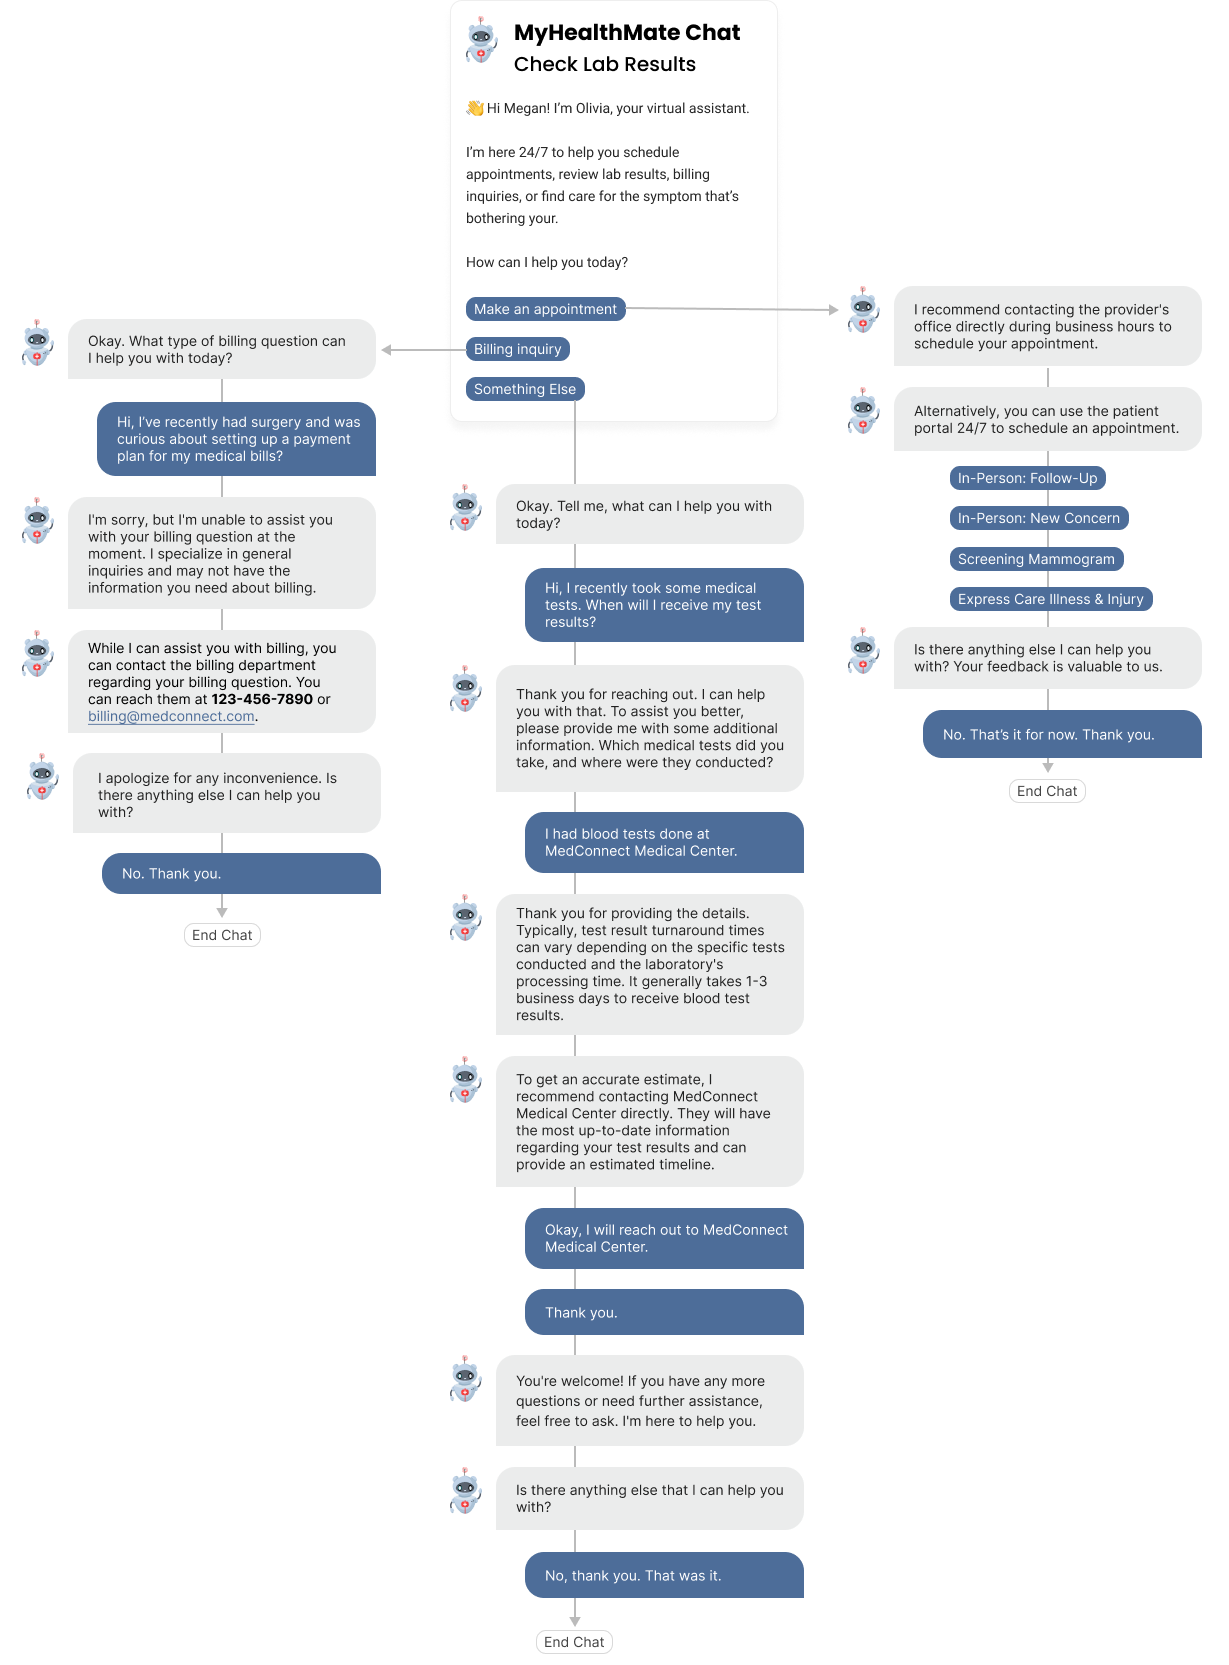 MyHealthMate Chat
Check Lab Results
👋 Hi Megan! I’m Olivia, your virtual assistant.
I’m here 24/7 to help you schedule
appointments, review lab results, billing
inquiries, or find care for the symptom that’s
bothering your.
How can I help you today?
Make an appointment
Billing inquiry
Something Else
Okay. What type of billing question can
I help you with today?
Hi, I’ve recently had surgery and was
curious about setting up a payment
plan for my medical bills?
I'm sorry, but I'm unable to assist you
with your billing question at the
moment. I specialize in general
inquiries and may not have the
information you need about billing.
While I can assist you with billing, you
can contact the billing department
regarding your billing question. You
can reach them at 123-456-7890 or
billing@medconnect.com.
I apologize for any inconvenience. Is
there anything else I can help you
with?
No. Thank you.
End Chat
Okay. Tell me, what can I help you with
today?
Hi, I recently took some medical
tests. When will I receive my test
results?
Thank you for reaching out. I can help
you with that. To assist you better,
please provide me with some additional
information. Which medical tests did you
take, and where were they conducted?
I had blood tests done at
MedConnect Medical Center.
Thank you for providing the details.
Typically, test result turnaround times
can vary depending on the specific tests
conducted and the laboratory's
processing time. It generally takes 1-3
business days to receive blood test
results.
To get an accurate estimate, I
recommend contacting MedConnect
Medical Center directly. They will have
the most up-to-date information
regarding your test results and can
provide an estimated timeline.
Okay, I will reach out to MedConnect
Medical Center.
Thank you.
You're welcome! If you have any more
questions or need further assistance,
feel free to ask. I'm here to help you.
Is there anything else that I can help you
with?
No, thank you. That was it.
End Chat
I recommend contacting the provider's
office directly during business hours to
schedule your appointment.
Alternatively, you can use the patient
portal 24/7 to schedule an appointment.
In-Person: Follow-Up
In-Person: New Concern
Screening Mammogram
Express Care Illness & Injury
Is there anything else I can help you
with? Your feedback is valuable to us.
No. That’s it for now. Thank you.
End Chat